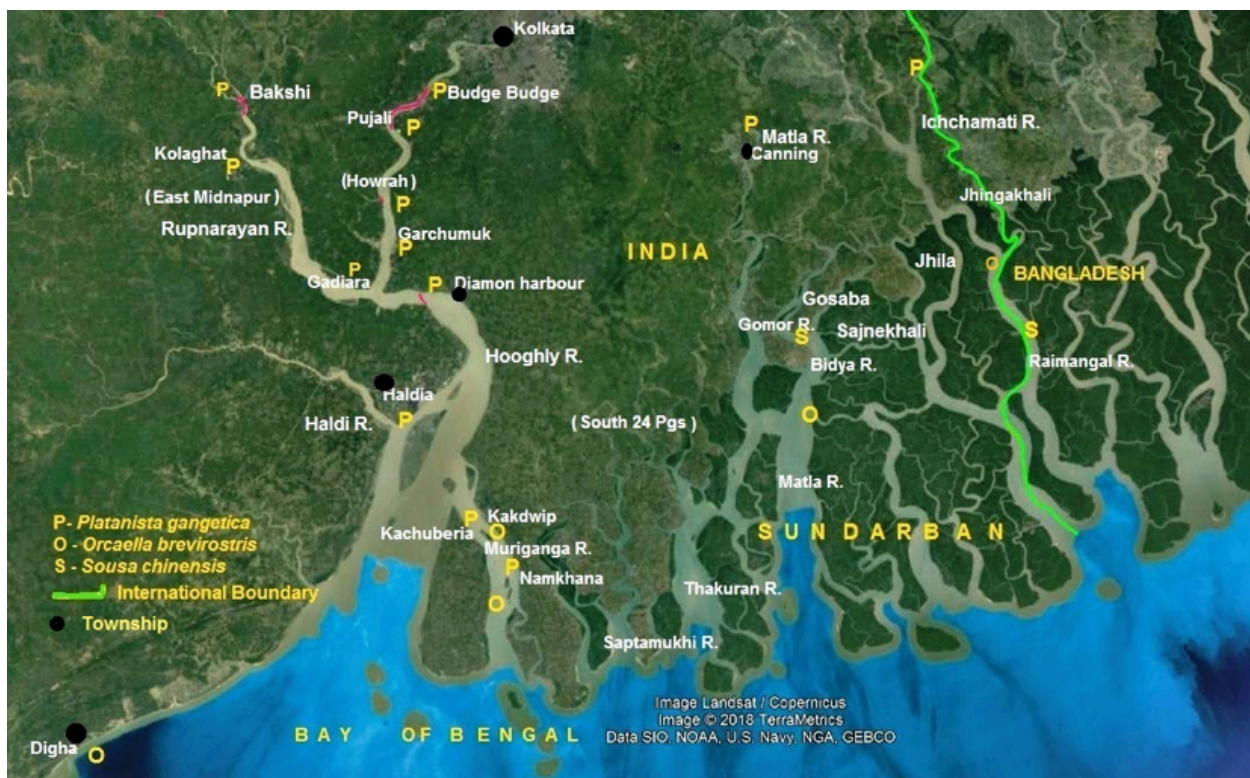 Kolkata
P
Bakshi
P
Budge Budge
P
Pujali
P
Ichchamati R.
P
Matla R.
Canning
Kolaghat
P
(East Midnapur)
(Howrah)
P
Jhingakhali
Rupnarayan R.
Garchumuk
P
INDIA
Jhila
O
BANGLADESH
Gadiara
P
P
Diamon harbour
Gosaba
Gomor R.
S
Sajnekhali
S
Hooghly R.
Bidya R.
Raimangal R.
Haldia
Haldi R.
P
(South 24 Pgs)
O
Matla R.
P
Kakdwip
Kachuberia
O
SUNDARBAN
Muriganga R.
P
Namkhana
O
Thakuran R.
Saptamukhi R.
P- Platanista gangetica
O - Orcaella brevirostris
S - Sousa chinensis
International Boundary
Township
Image Landsat / Copernicus
Image © 2018 TerraMetrics
Data SIO, NOAA, U.S. Navy, NGA, GEBCO
BAY OF BENGAL
Digha
O